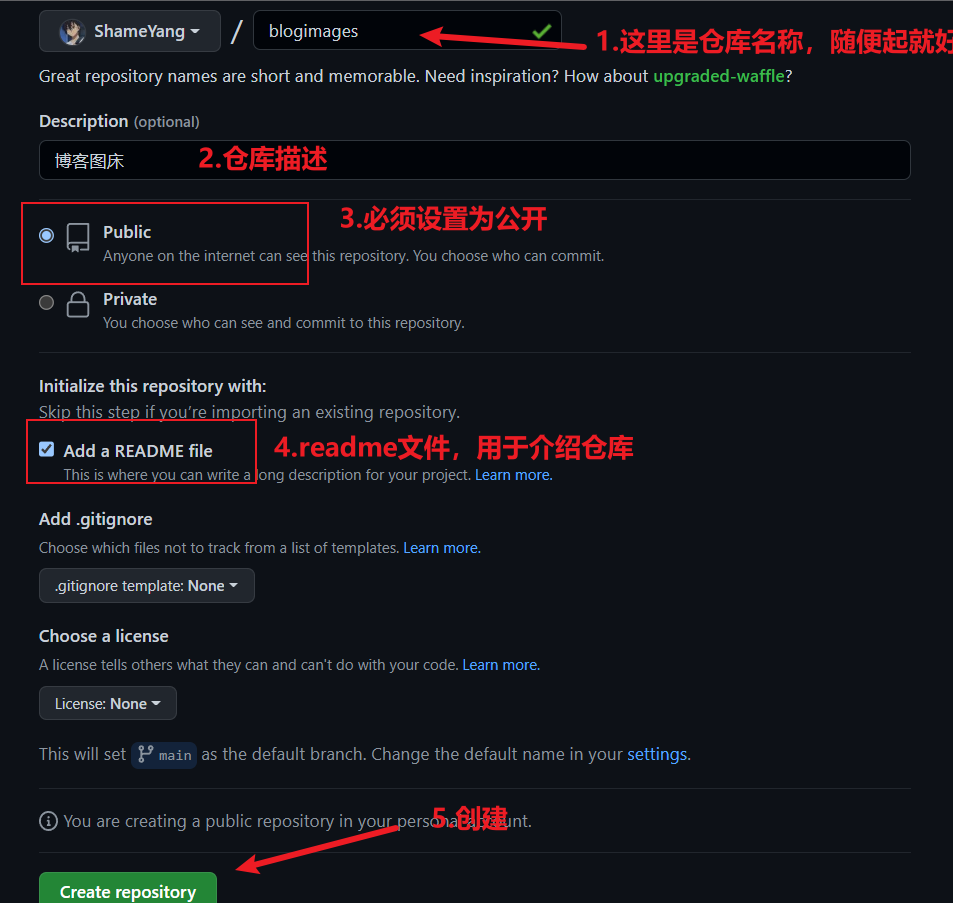 ShameYang / blogimages 1.这里是仓库名称，随便起就好
Great repository names are short and memorable. Need inspiration? How about upgraded-waffle?
Description (optional)
博客图床 2.仓库描述
3.必须设置为公开
Public
Anyone on the internet can see this repository. You choose who can commit.
Private
You choose who can see and commit to this repository.
Initialize this repository with:
Skip this step if you’re importing an existing repository.
Add a README file 4.readme文件，用于介绍仓库
This is where you can write a long description for your project. Learn more.
Add .gitignore
Choose which files not to track from a list of templates. Learn more.
.gitignore template: None
Choose a license
A license tells others what they can and can't do with your code. Learn more.
License: None
This will set main as the default branch. Change the default name in your settings.
You are creating a public repository in your personal account.
5.创建
Create repository